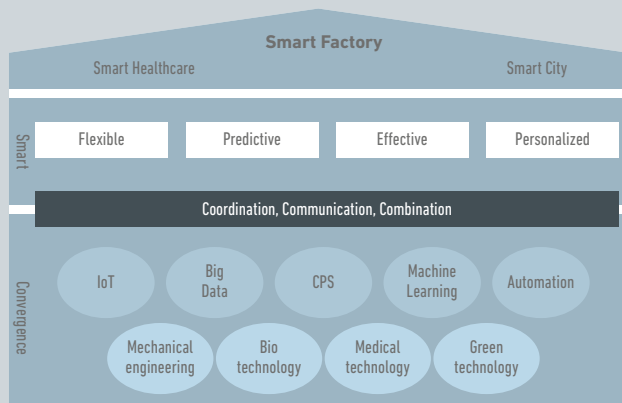 Smart Factory
Smart Healthcare
Smart City
Smart
Flexible
Predictive
Effective
Personalized
Coordination, Communication, Combination
Convergence
IoT
Big
Data
CPS
Machine
Learning
Automation
Mechanical
engineering
Bio
technology
Medical
technology
Green
technology